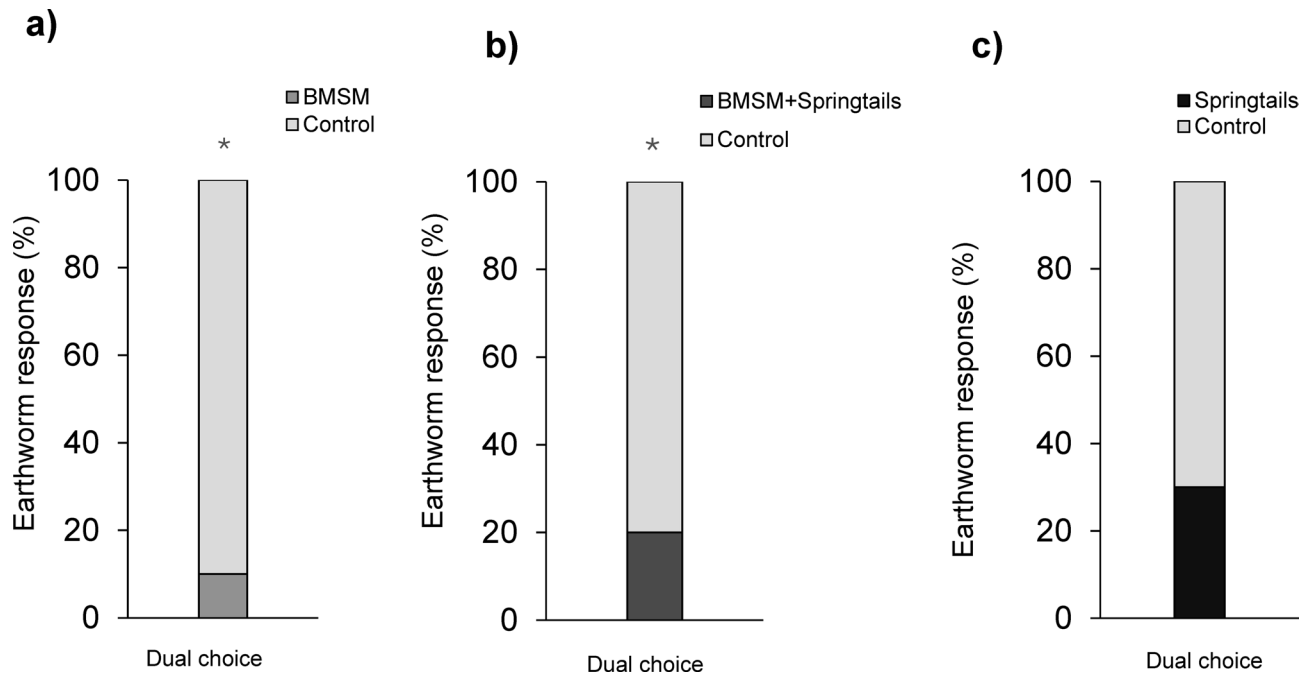 a)
BMSM
Control
*
Earthworm response (%)
100
80
60
40
20
0
Dual choice
b)
BMSM+Springtails
Control
*
Earthworm response (%)
100
80
60
40
20
0
Dual choice
c)
Springtails
Control
Earthworm response (%)
100
80
60
40
20
0
Dual choice